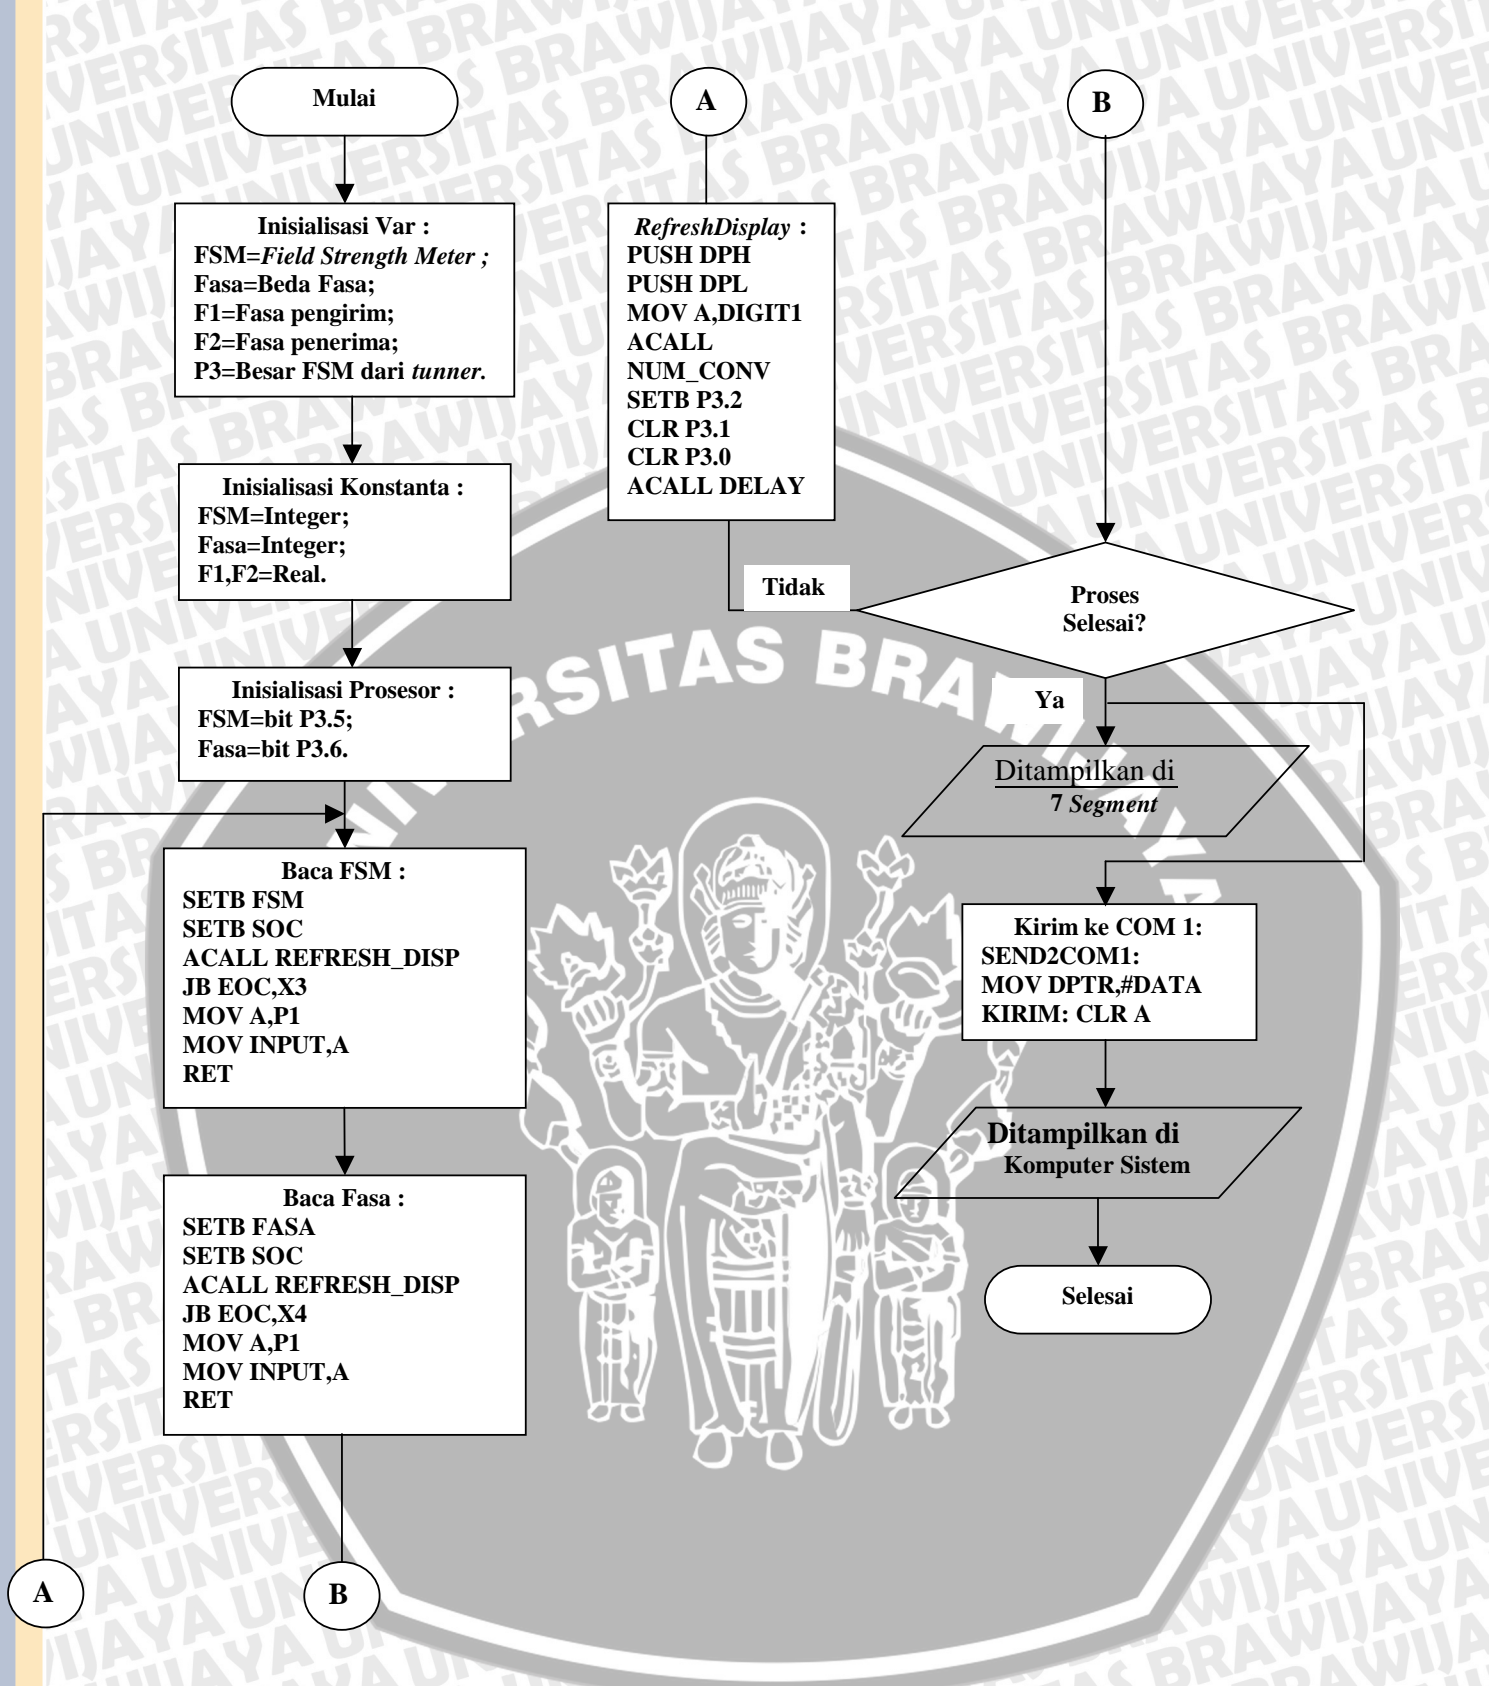 Mulai
Inisialisasi Var :
FSM=Field Strength Meter ;
Fasa=Beda Fasa;
F1=Fasa pengirim;
F2=Fasa penerima;
P3=Besar FSM dari tunner.
Inisialisasi Konstanta :
FSM=Integer;
Fasa=Integer;
F1,F2=Real.
Inisialisasi Prosesor :
FSM=bit P3.5;
Fasa=bit P3.6.
Baca FSM :
SETB FSM
SETB SOC
ACALL REFRESH_DISP
JB EOC,X3
MOV A,P1
MOV INPUT,A
RET
Baca Fasa :
SETB FASA
SETB SOC
ACALL REFRESH_DISP
JB EOC,X4
MOV A,P1
MOV INPUT,A
RET
A
B
A
RefreshDisplay :
PUSH DPH
PUSH DPL
MOV A,DIGIT1
ACALL
NUM_CONV
SETB P3.2
CLR P3.1
CLR P3.0
ACALL DELAY
Tidak
B
Proses
Selesai?
Ya
Ditampilkan di
7 Segment
Kirim ke COM 1:
SEND2COM1:
MOV DPTR,#DATA
KIRIM: CLR A
Ditampilkan di
Komputer Sistem
Selesai